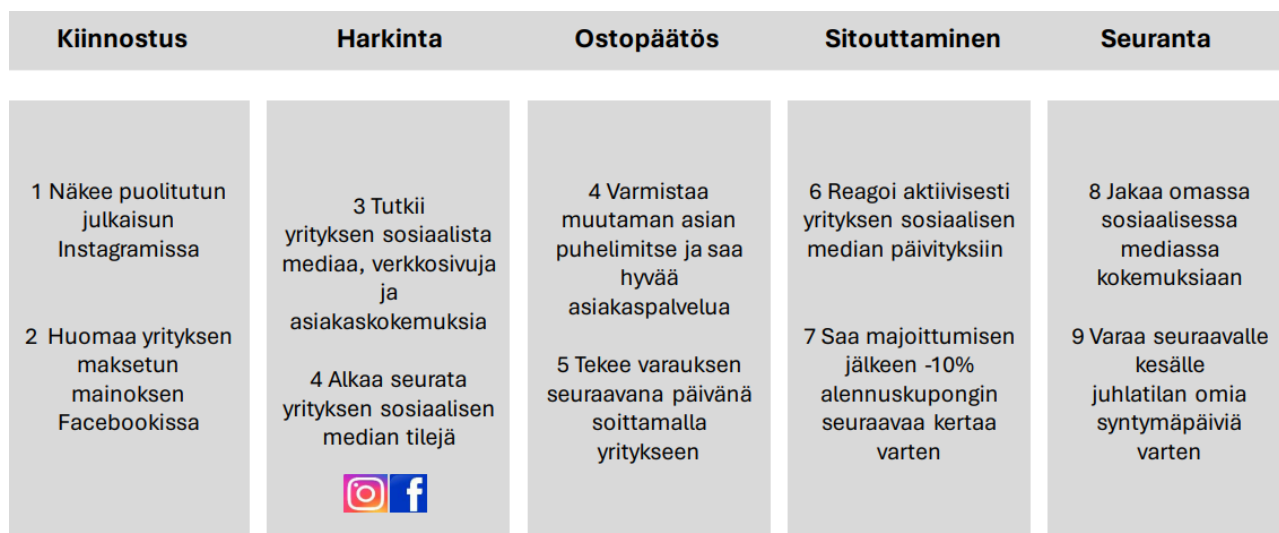 Kiinnostus
Harkinta
Ostopäätös
Sitouttaminen
Seuranta
1 Näkee puolitutun
julkaisun
Instagramissa
2 Huomaa yrityksen
maksetun
mainoksen
Facebookissa
3 Tutkii
yrityksen sosiaalista
mediaa, verkkosivuja
ja
asiakaskokemuksia
4 Alkaa seurata
yrityksen sosiaalisen
median tilejä
4 Varmistaa
muutaman asian
puhelimitse ja saa
hyvää
asiakaspalvelua
5 Tekee varauksen
seuraavana päivänä
soittamalla
yritykseen
6 Reagoi aktiivisesti
yrityksen sosiaalisen
median päivityksiin
7 Saa majoittumisen
jälkeen -10%
alennuskupongin
seuraavaa kertaa
varten
8 Jakaa omassa
sosiaalisessa
mediassa
kokemuksiaan
9 Varaa seuraavalle
kesälle
juhlatilan omia
syntymäpäiviä
varten